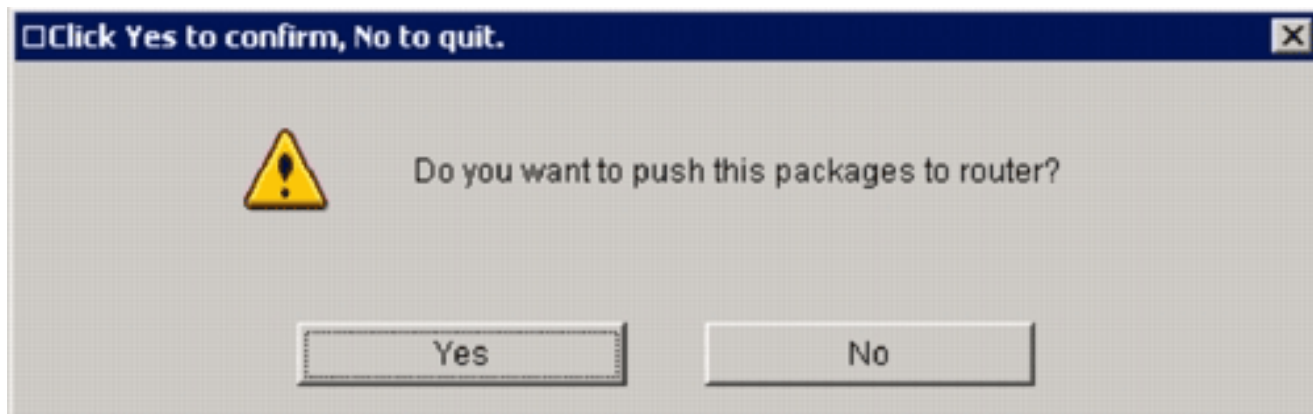 Click Yes to confirm, No to quit.
Do you want to push this packages to router?
Yes
No